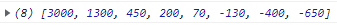 ▸ (8) [3000, 1300, 450, 200, 70, -130, -400, -650]